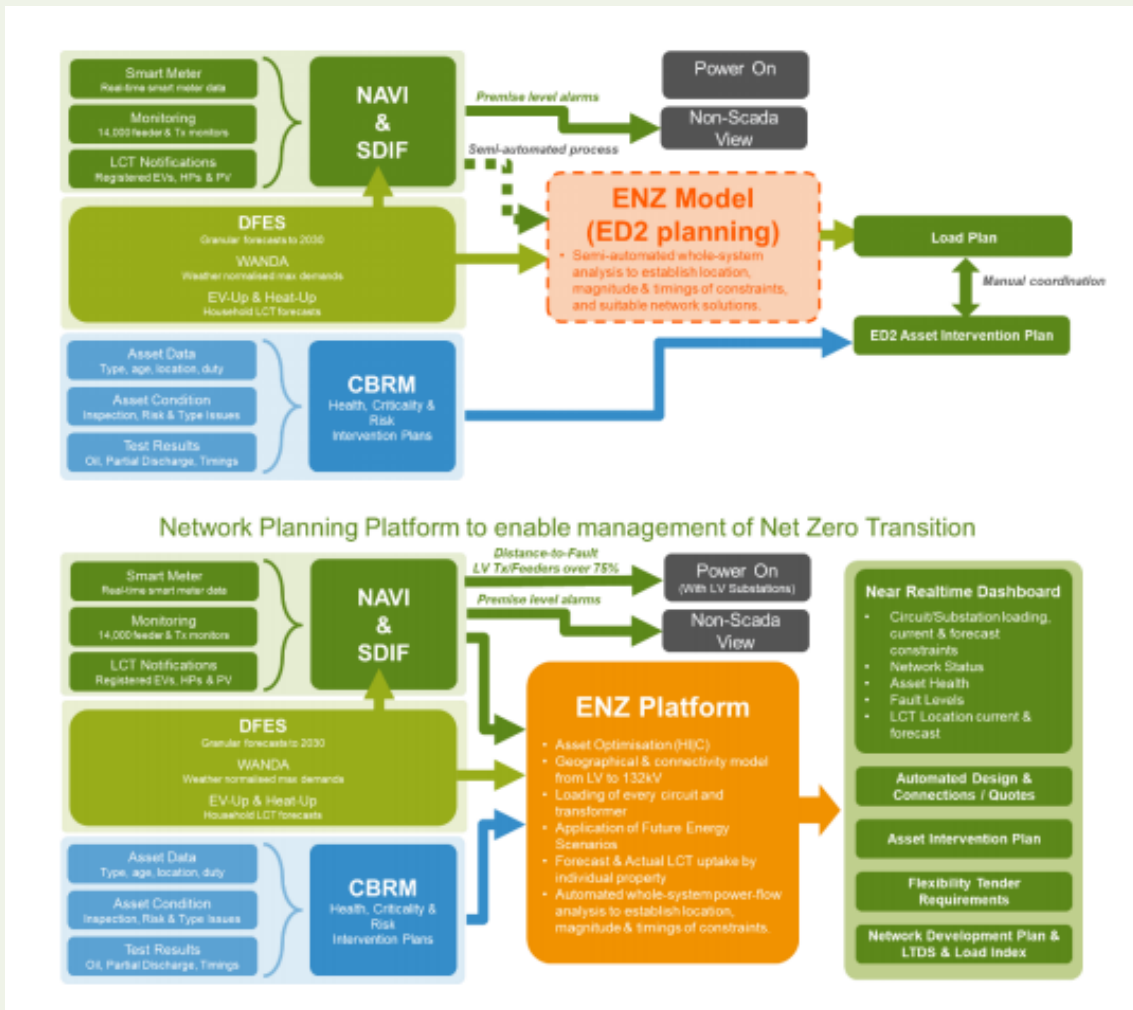 Smart Meter
Real-time smart meter data
Monitoring
14,000 feeder & Tx monitors
LCT Notifications
Registered EVs, HPs & PV
NAVI
&
SDIF
Premise level alarms
Semi-automated process
Power On
Non-Scada
View
DFES
Granular forecasts to 2030
WANDA
Weather normalised max demands
EV-Up & Heat-Up
Household LCT forecasts
ENZ Model
(ED2 planning)
• Semi-automated whole-system
analysis to establish location,
magnitude & timings of constraints,
and suitable network solutions.
Load Plan
Manual coordination
ED2 Asset Intervention Plan
Asset Data
Type, age, location, duty
Asset Condition
Inspection, Risk & Type Issues
Test Results
Oil, Partial Discharge, Timings
CBRM
Health, Criticality &
Risk
Intervention Plans
Network Planning Platform to enable management of Net Zero Transition
Smart Meter
Real-time smart meter data
Monitoring
14,000 feeder & Tx monitors
LCT Notifications
Registered EVs, HPs & PV
NAVI
&
SDIF
Distance-to-Fault
LV Tx/Feeders over 75%
Premise level alarms
Power On
(With LV Substations)
Non-Scada
View
DFES
Granular forecasts to 2030
WANDA
Weather normalised max demands
EV-Up & Heat-Up
Household LCT forecasts
Asset Data
Type, age, location, duty
Asset Condition
Inspection, Risk & Type Issues
Test Results
Oil, Partial Discharge, Timings
CBRM
Health, Criticality &
Risk
Intervention Plans
ENZ Platform
• Asset Optimisation (HI|C)
• Geographical & connectivity model
from LV to 132kV
• Loading of every circuit and
transformer
• Application of Future Energy
Scenarios
• Forecast & Actual LCT uptake by
individual property
• Automated whole-system power-flow
analysis to establish location,
magnitude & timings of constraints.
Near Realtime Dashboard
• Circuit/Substation loading,
current & forecast
constraints
• Network Status
• Asset Health
• Fault Levels
• LCT Location current &
forecast
Automated Design &
Connections / Quotes
Asset Intervention Plan
Flexibility Tender
Requirements
Network Development Plan &
LTDS & Load Index